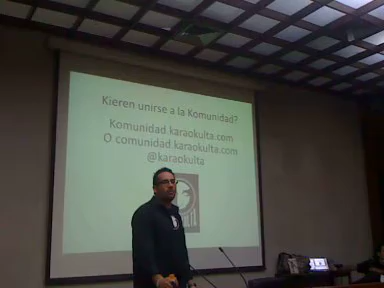 Kieren unirse a la Komunidad?
Komunidad.karaokulta.com
O comunidad.karaokulta.com
@karaokulta